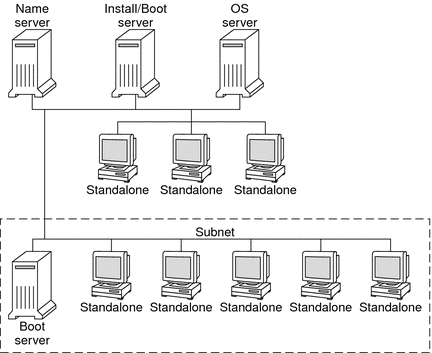 Name Install/Boot OS
server server server
Standalone Standalone Standalone
Subnet
Standalone Standalone Standalone Standalone Standalone
Boot
server